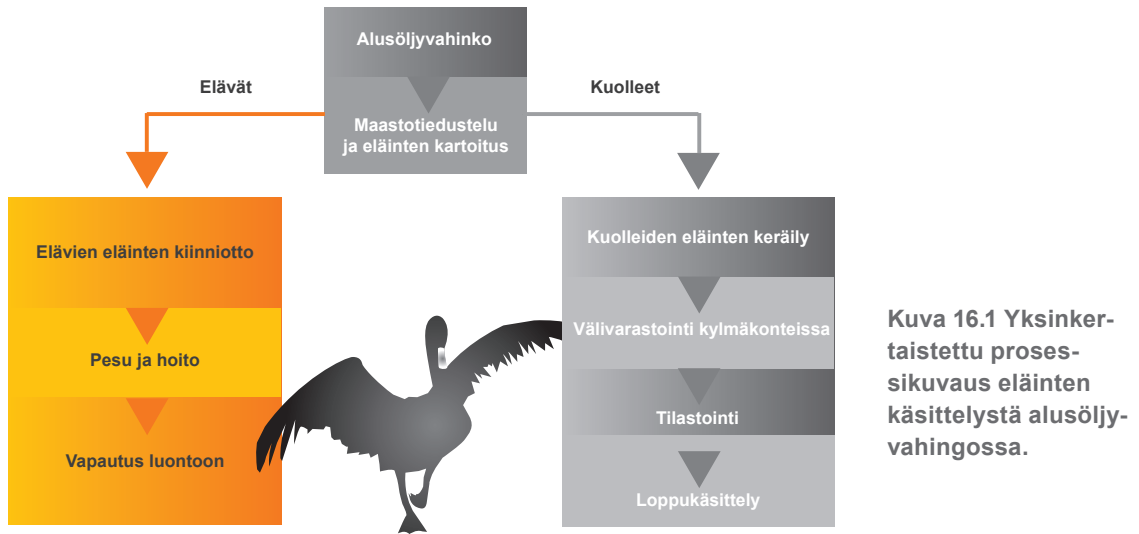 Alusöljyvahinko
Elävät
Kuolleet
Maastotiedustelu
ja eläinten kartoitus
Elävien eläinten kiinniotto
Pesu ja hoito
Vapautus luontoon
Kuolleiden eläinten keräily
Välivarastointi kylmäkonteissa
Tilastointi
Loppukäsittely
Kuva 16.1 Yksinker-
taistettu proses-
sikuvaus eläinten
käsittelystä alusöljy-
vahingossa.